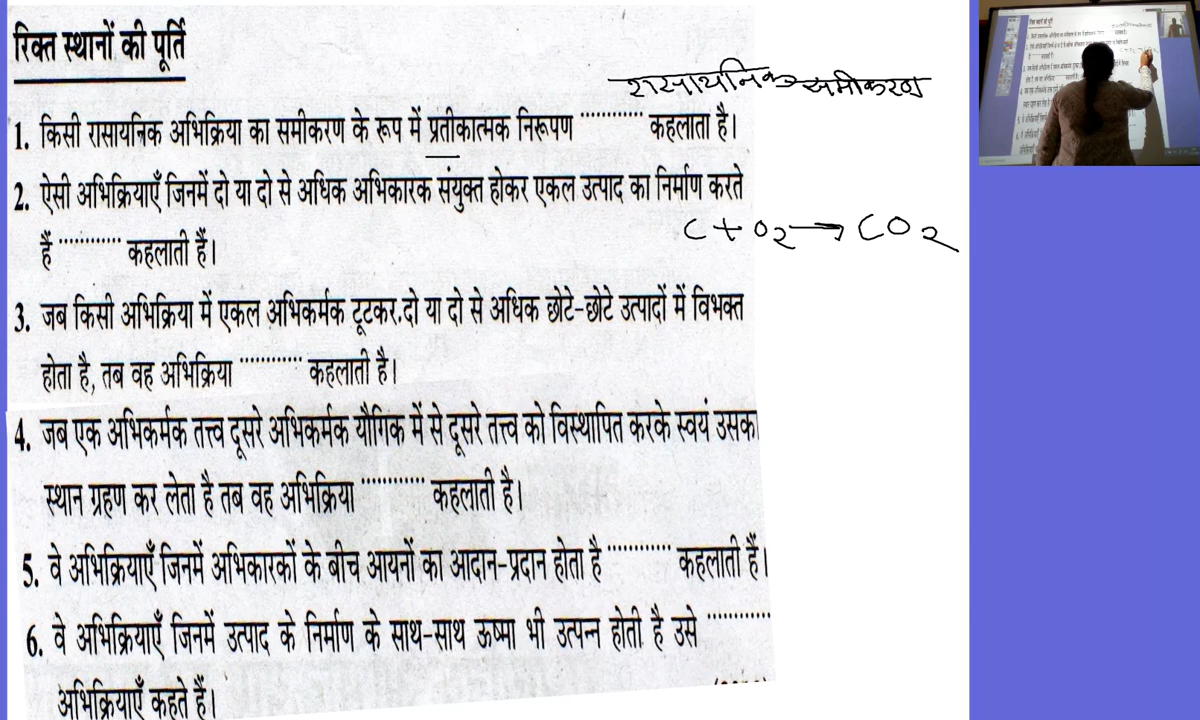 रिक्त स्थानों की पूर्ति
रासायनिक समीकरण
1. किसी रासायनिक अभिक्रिया का समीकरण के रूप में प्रतीकात्मक निरूपण ............ कहलाता है।
2. ऐसी अभिक्रियाएँ जिनमें दो या दो से अधिक अभिकारक संयुक्त होकर एकल उत्पाद का निर्माण करते
C + O2 → CO2
हैं ............ कहलाती हैं।
3. जब किसी अभिक्रिया में एकल अभिकर्मक टूटकर.दो या दो से अधिक छोटे-छोटे उत्पादों में विभक्त
होता है, तब वह अभिक्रिया ............ कहलाती है।
4. जब एक अभिकर्मक तत्त्व दूसरे अभिकर्मक यौगिक में से दूसरे तत्त्व को विस्थापित करके स्वयं उसका
स्थान ग्रहण कर लेता है तब वह अभिक्रिया ............ कहलाती है।
5. वे अभिक्रियाएँ जिनमें अभिकारकों के बीच आयनों का आदान-प्रदान होता है ............ कहलाती हैं।
6. वे अभिक्रियाएँ जिनमें उत्पाद के निर्माण के साथ-साथ ऊष्मा भी उत्पन्न होती है उसे ............
अभिक्रियाएँ कहते हैं।